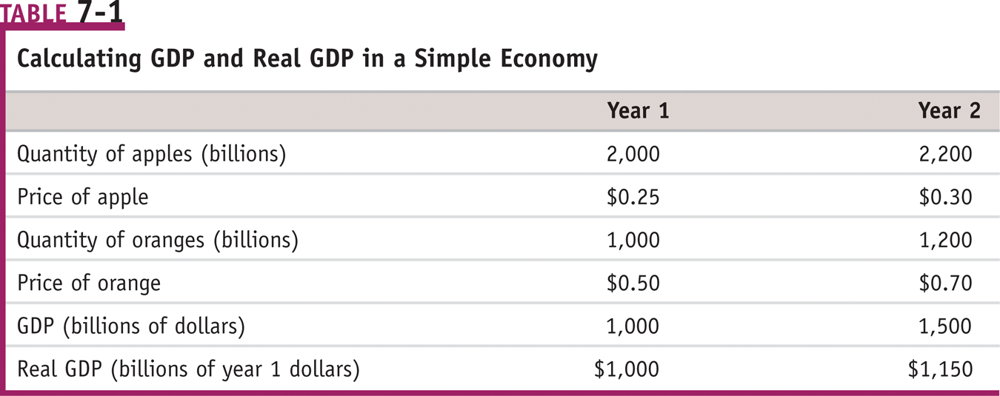 TABLE 7-1
Calculating GDP and Real GDP in a Simple Economy
Year 1 Year 2
Quantity of apples (billions) 2,000 2,200
Price of apple $0.25 $0.30
Quantity of oranges (billions) 1,000 1,200
Price of orange $0.50 $0.70
GDP (billions of dollars) 1,000 1,500
Real GDP (billions of year 1 dollars) $1,000 $1,150